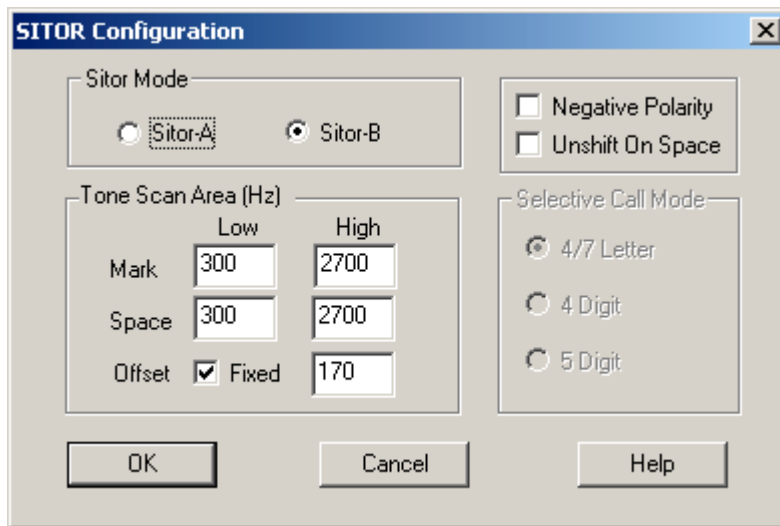 SITOR Configuration
Sitor Mode
Sitor-A Sitor-B
Negative Polarity
Unshift On Space
Tone Scan Area (Hz)
Low High
Mark 300 2700
Space 300 2700
Offset Fixed 170
Selective Call Mode
4/7 Letter
4 Digit
5 Digit
OK Cancel Help